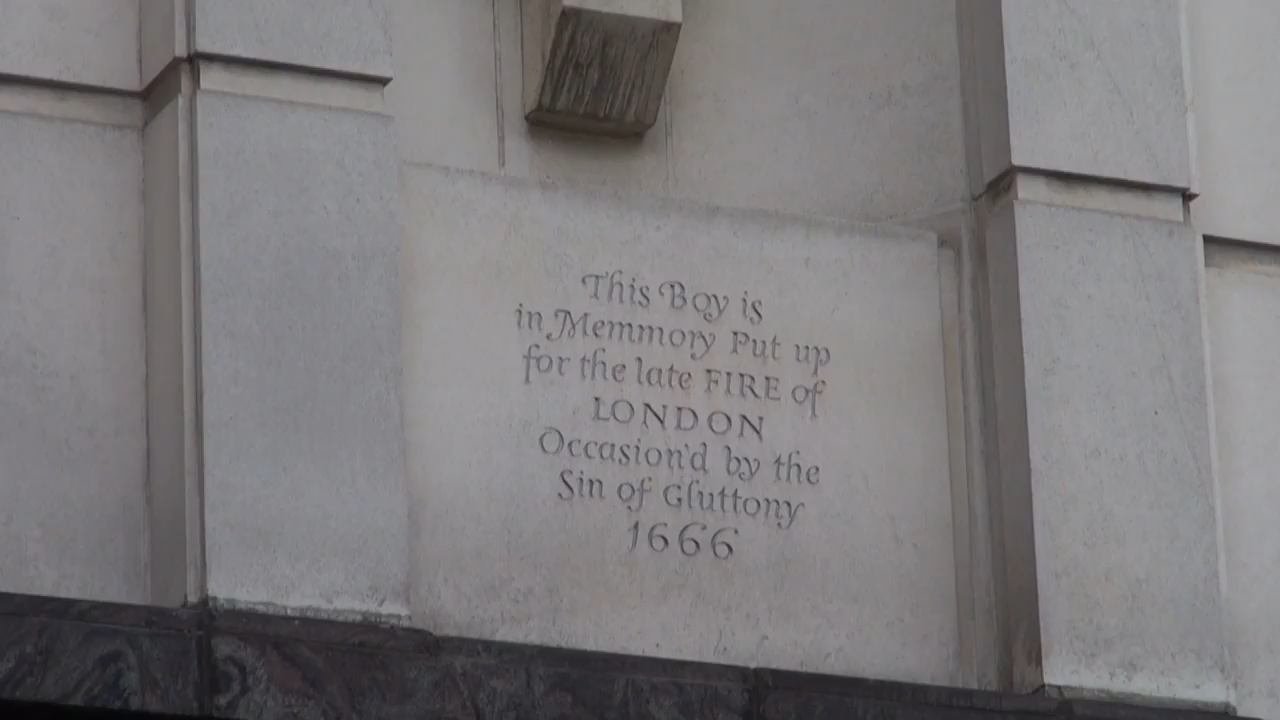 This Boy is
in Memmory Put up
for the late FIRE of
LONDON
Occasion'd by the
Sin of Gluttony
1666